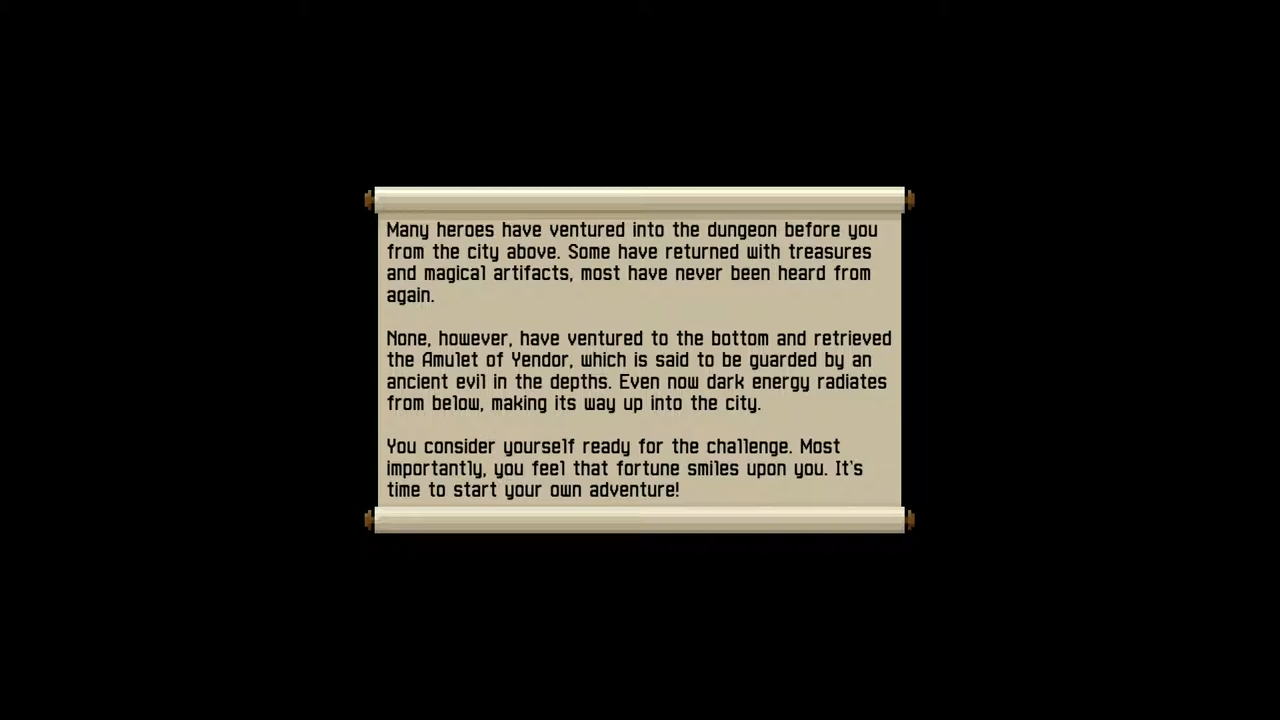 Many heroes have ventured into the dungeon before you
from the city above. Some have returned with treasures
and magical artifacts, most have never been heard from
again.
None, however, have ventured to the bottom and retrieved
the Amulet of Yendor, which is said to be guarded by an
ancient evil in the depths. Even now dark energy radiates
from below, making its way up into the city.
You consider yourself ready for the challenge. Most
importantly, you feel that fortune smiles upon you. It's
time to start your own adventure!